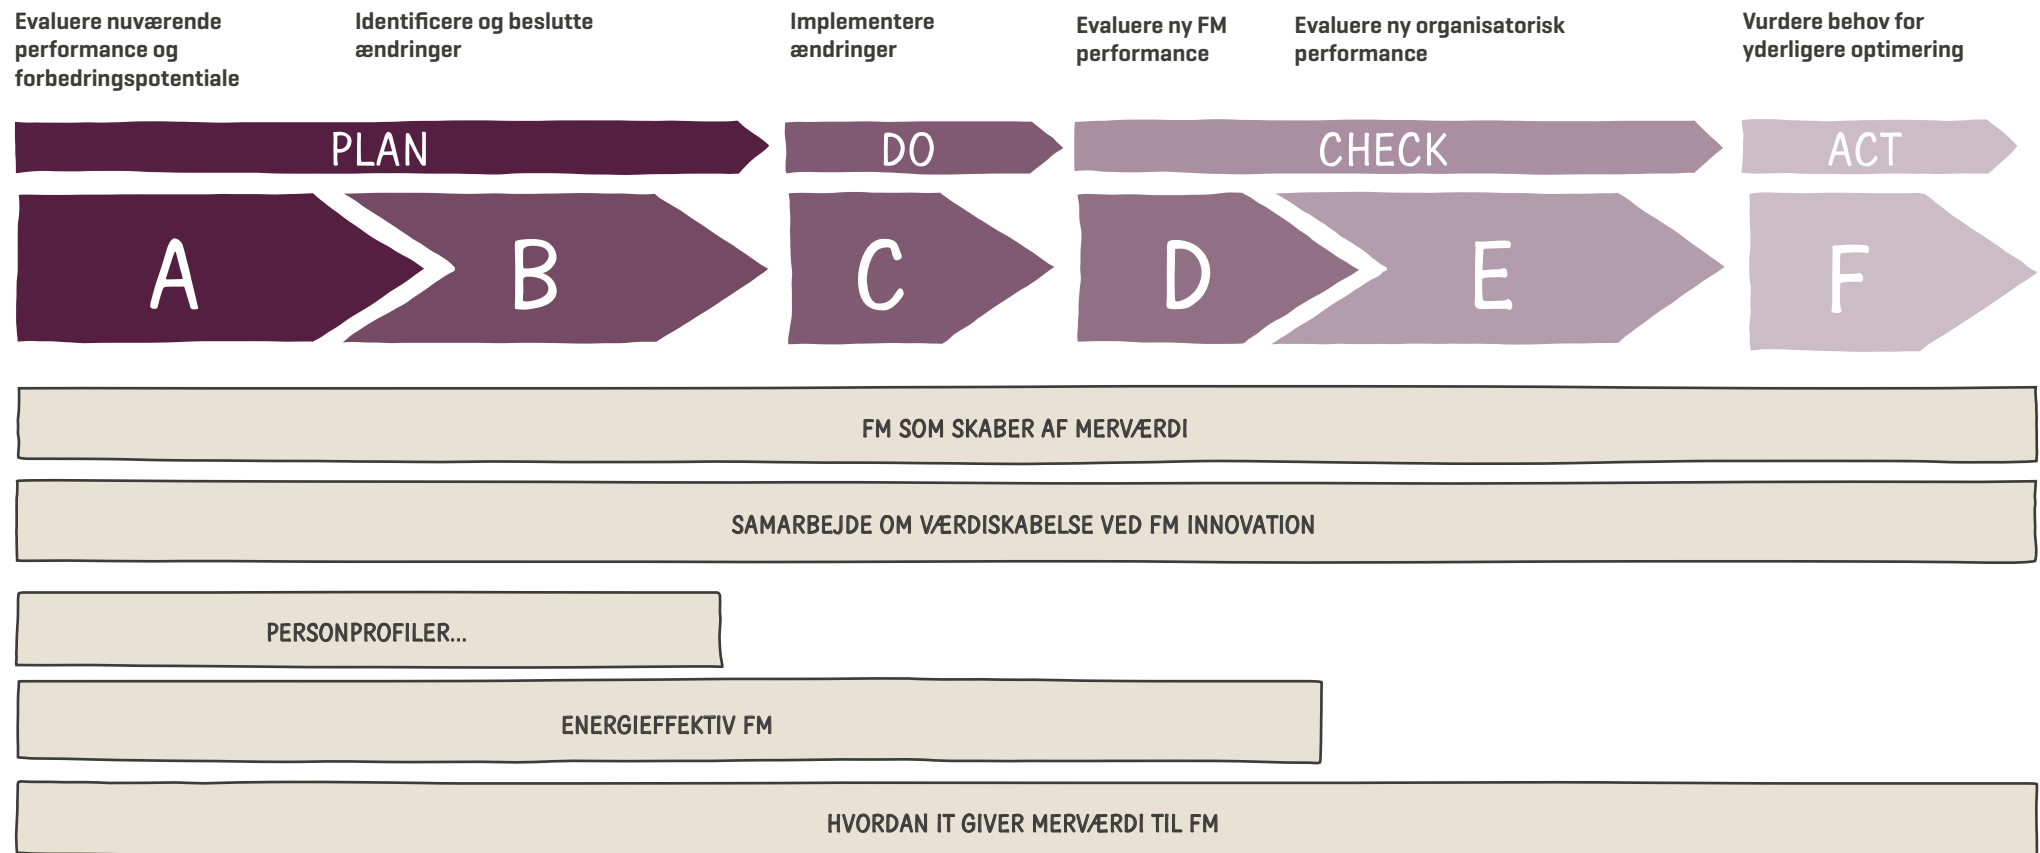 Evaluere nuværende
performance og
forbedringspotentiale
Identificere og beslutte
ændringer
Implementere
ændringer
Evaluere ny FM
performance
Evaluere ny organisatorisk
performance
Vurdere behov for
yderligere optimering
PLAN
DO
CHECK
ACT
A
B
C
D
E
F
FM SOM SKABER AF MERVÆRDI
SAMARBEJDE OM VÆRDISKABELSE VED FM INNOVATION
PERSONPROFILER...
ENERGIEFFEKTIV FM
HVORDAN IT GIVER MERVÆRDI TIL FM